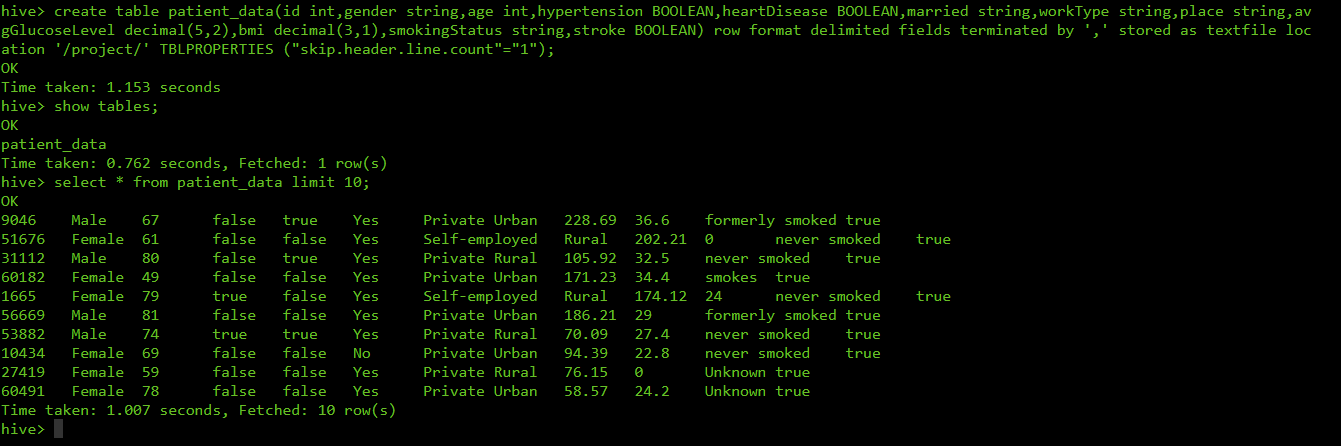 hive> create table patient_data(id int,gender string,age int,hypertension BOOLEAN,heartDisease BOOLEAN,married string,workType string,place string,av
gGlucoseLevel decimal(5,2),bmi decimal(3,1),smokingStatus string,stroke BOOLEAN) row format delimited fields terminated by ',' stored as textfile loc
ation '/project/' TBLPROPERTIES ("skip.header.line.count"="1");
OK
Time taken: 1.153 seconds
hive> show tables;
OK
patient_data
Time taken: 0.762 seconds, Fetched: 1 row(s)
hive> select * from patient_data limit 10;
OK
9046    Male    67      false   true    Yes     Private Urban   228.69  36.6    formerly smoked true
51676   Female  61      false   false   Yes     Self-employed   Rural   202.21  0       never smoked    true
31112   Male    80      false   true    Yes     Private Rural   105.92  32.5    never smoked    true
60182   Female  49      false   false   Yes     Private Urban   171.23  34.4    smokes  true
1665    Female  79      true    false   Yes     Self-employed   Rural   174.12  24      never smoked    true
56669   Male    81      false   false   Yes     Private Urban   186.21  29      formerly smoked true
53882   Male    74      true    true    Yes     Private Rural   70.09   27.4    never smoked    true
10434   Female  69      false   false   No      Private Urban   94.39   22.8    never smoked    true
27419   Female  59      false   false   Yes     Private Rural   76.15   0       Unknown true
60491   Female  78      false   false   Yes     Private Urban   58.57   24.2    Unknown true
Time taken: 1.007 seconds, Fetched: 10 row(s)
hive>